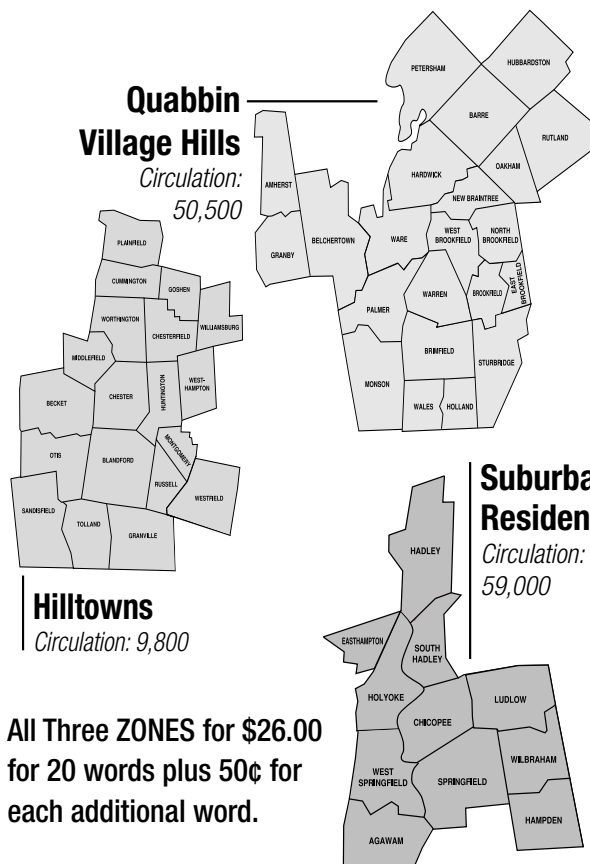 Quabbin
Village Hills
Circulation:
50,500
PETERSHAM
HUBBARDSTON
BARRE
RUTLAND
HARDWICK
OAKHAM
NEW BRAINTREE
AMHERST
BELCHERTOWN
WARE
WEST
BROOKFIELD
NORTH
BROOKFIELD
GRANBY
PALMER
WARREN
BROOKFIELD
EAST
BROOKFIELD
BRIMFIELD
STURBRIDGE
MONSON
WALES
HOLLAND
PLAINFIELD
CUMMINGTON
GOSHEN
WORTHINGTON
CHESTERFIELD
WILLIAMSBURG
MIDDLEFIELD
BECKET
CHESTER
HUNTINGTON
WEST-
HAMPTON
OTIS
BLANDFORD
MONTGOMERY
RUSSELL
WESTFIELD
SANDISFIELD
TOLLAND
GRANVILLE
Hilltowns
Circulation: 9,800
Suburba
Residen
Circulation:
59,000
HADLEY
EASTHAMPTON
SOUTH
HADLEY
HOLYOKE
CHICOPEE
LUDLOW
WEST
SPRINGFIELD
SPRINGFIELD
WILBRAHAM
HAMPDEN
AGAWAM
All Three ZONES for $26.00
for 20 words plus 50¢ for
each additional word.